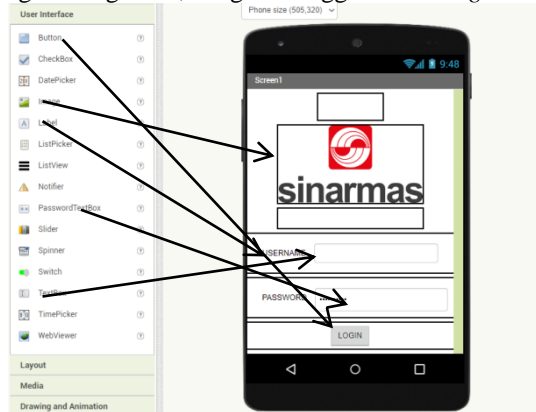 Phone size (505,320)
User Interface
Button
CheckBox
DatePicker
Image
Label
ListPicker
ListView
Notifier
PasswordTextBox
Slider
Spinner
Switch
TextBox
TimePicker
WebViewer
Layout
Media
Drawing and Animation
9:48
Screen1
sinarmas
USERNAME
PASSWORD
LOGIN